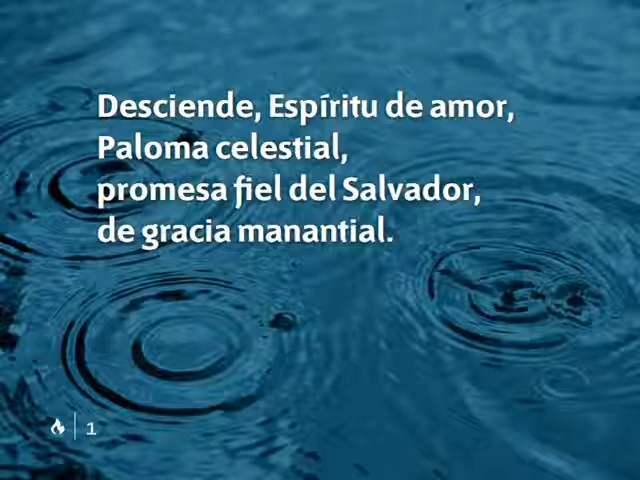 Desciende, Espíritu de amor,
Paloma celestial,
promesa fiel del Salvador,
de gracia manantial.
1